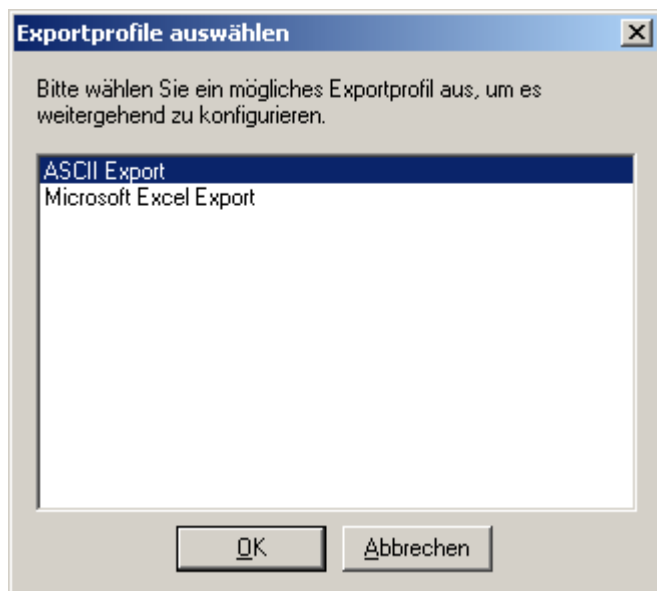 Exportprofile auswählen
Bitte wählen Sie ein mögliches Exportprofil aus, um es
weitergehend zu konfigurieren.
ASCII Export
Microsoft Excel Export
OK
Abbrechen